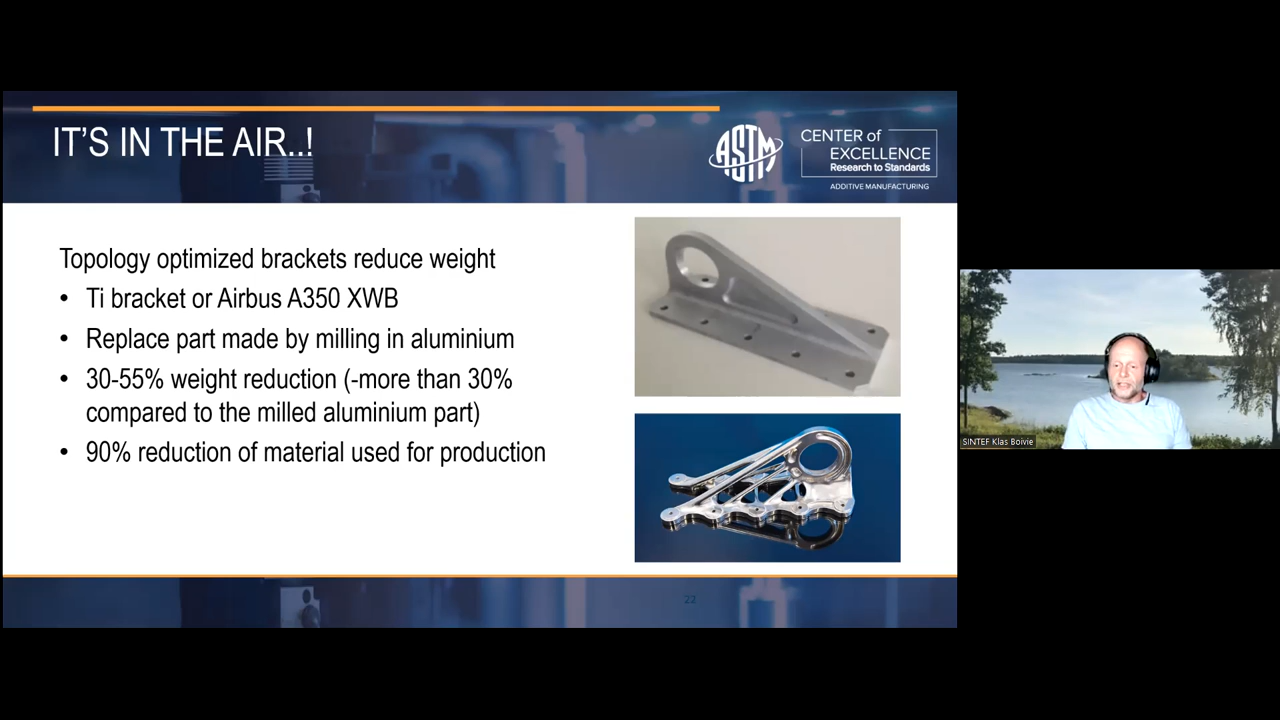 IT'S IN THE AIR..!
ASTM
CENTER of
EXCELLENCE
Research to Standards
ADDITIVE MANUFACTURING
Topology optimized brackets reduce weight
• Ti bracket or Airbus A350 XWB
• Replace part made by milling in aluminium
• 30-55% weight reduction (-more than 30%
compared to the milled aluminium part)
• 90% reduction of material used for production
22
SINTEF Klas Boivie